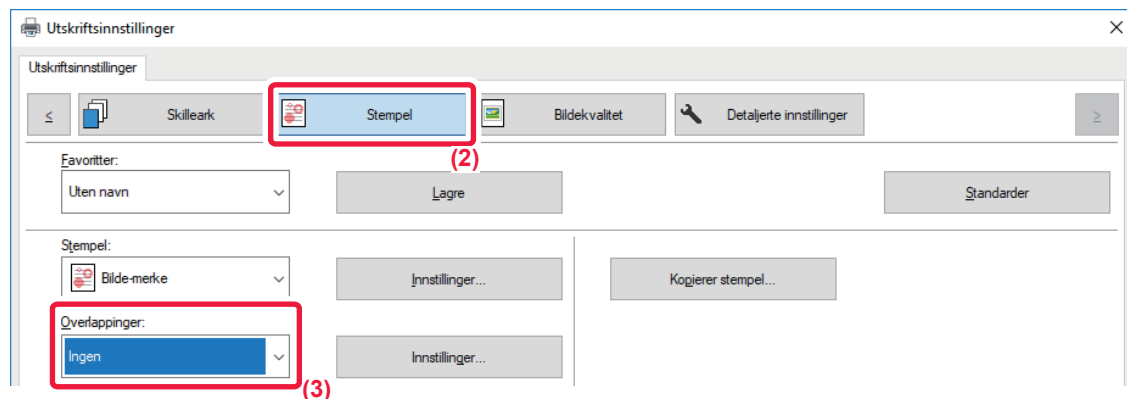 Utskriftsinnstillinger
Utskriftsinnstillinger
< Skilleark Stempel Bildekvalitet Detaljerte innstillinger >
(2)
Favoritter:
Uten navn Lagre Standarder
Stempel:
Bilde-merke Innstillinger... Kopierer stempel...
Overlappinger:
Ingen Innstillinger...
(3)